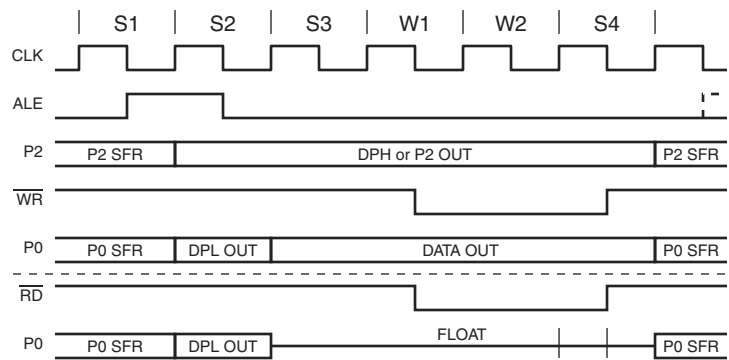 S1 S2 S3 W1 W2 S4
CLK
ALE
P2 P2 SFR DPH or P2 OUT P2 SFR
WR
P0 P0 SFR DPL OUT DATA OUT P0 SFR
RD
P0 P0 SFR DPL OUT FLOAT P0 SFR